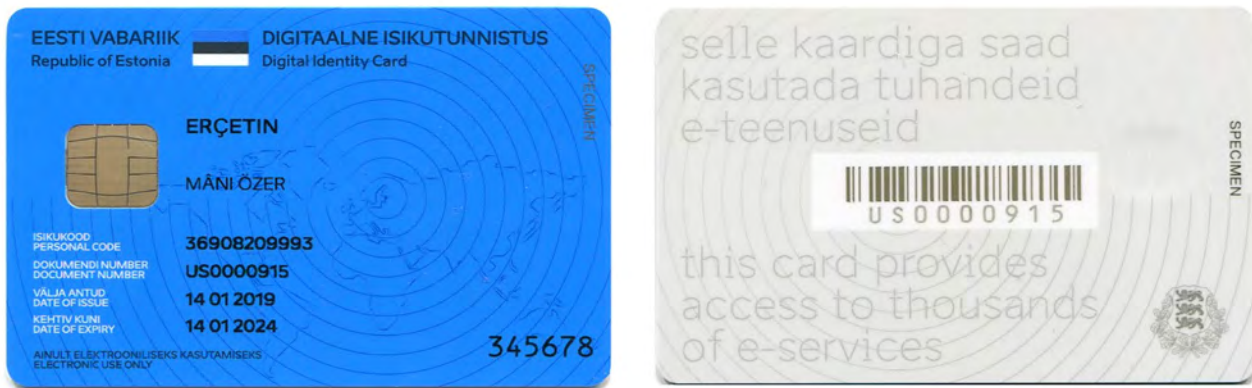 EESTI VABARIIK
Republic of Estonia
DIGITAALNE ISIKUTUNNISTUS
Digital Identity Card
SPECIMEN
ERÇETIN
MÂNI ÖZER
ISIKUKOOD
PERSONAL CODE
36908209993
DOKUMENDI NUMBER
DOCUMENT NUMBER
US0000915
VÄLJA ANTUD
DATE OF ISSUE
14 01 2019
KEHTIV KUNI
DATE OF EXPIRY
14 01 2024
AINULT ELEKTROONILISEKS KASUTAMISEKS
ELECTRONIC USE ONLY
345678
selle kaardiga saad
kasutada tuhandeid
e-teenuseid
SPECIMEN
US0000915
this card provides
access to thousands
of e-services